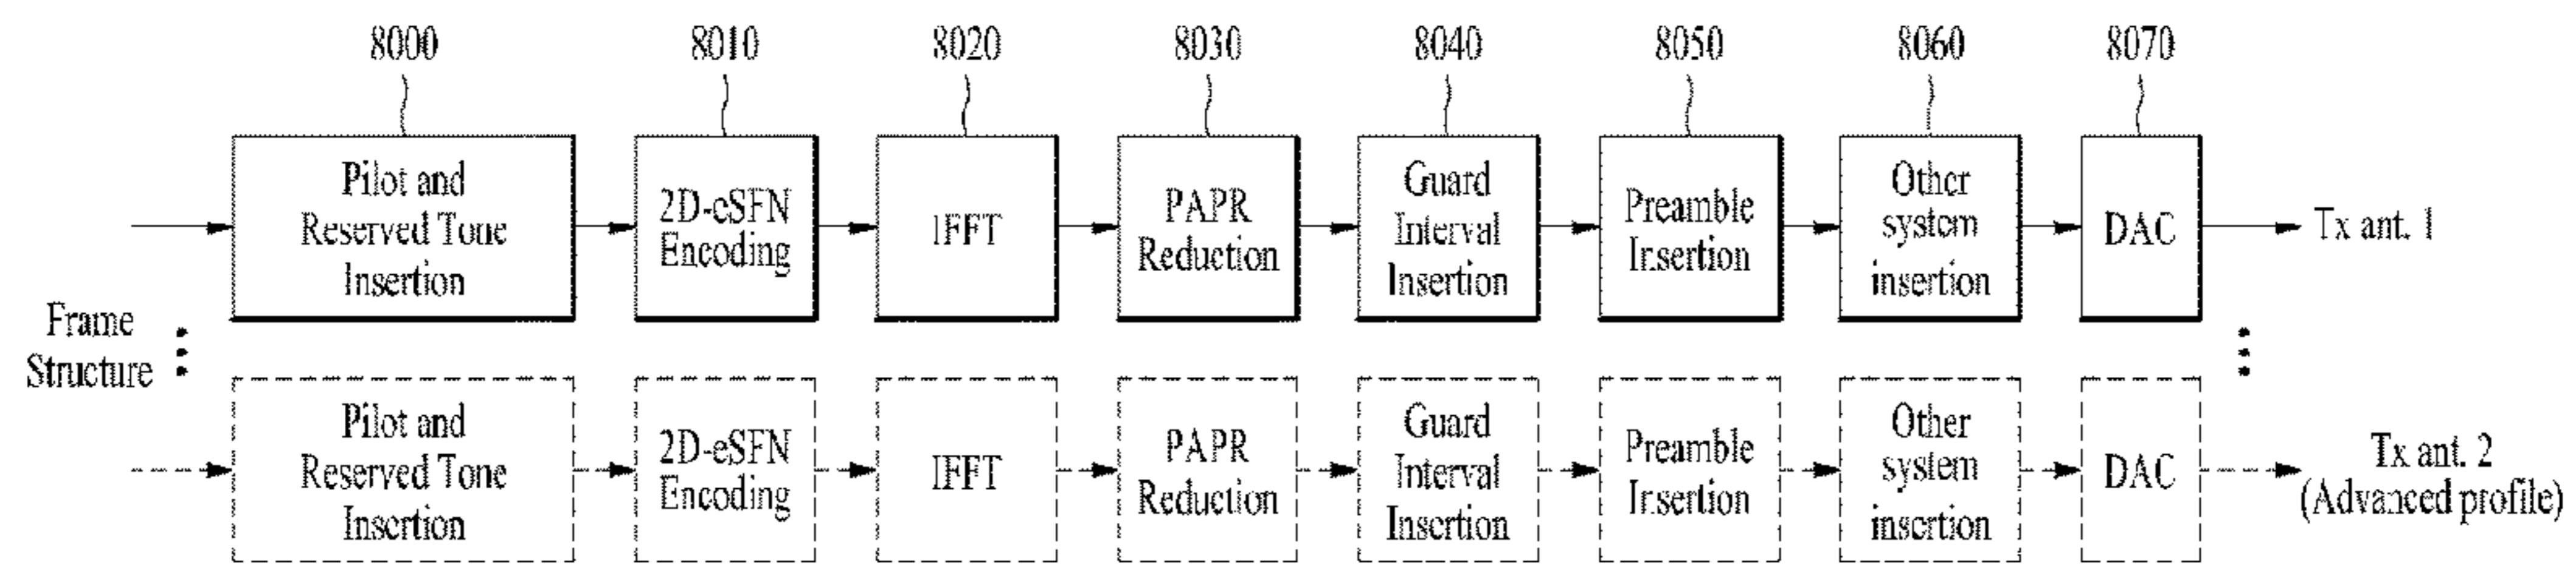 8000
8010
8020
8030
8040
8050
8060
8070
Pilot and
Reserved Tone
Insertion
2D-eSFN
Encoding
IFFT
PAPR
Reduction
Guard
Interval
Insertion
Preamble
Insertion
Other
system
insertion
DAC
Tx ant. 1
Frame
Structure
Pilot and
Reserved Tone
Insertion
2D-eSFN
Encoding
IFFT
PAPR
Reduction
Guard
Interval
Insertion
Preamble
Insertion
Other
system
insertion
DAC
Tx ant. 2
(Advanced profile)